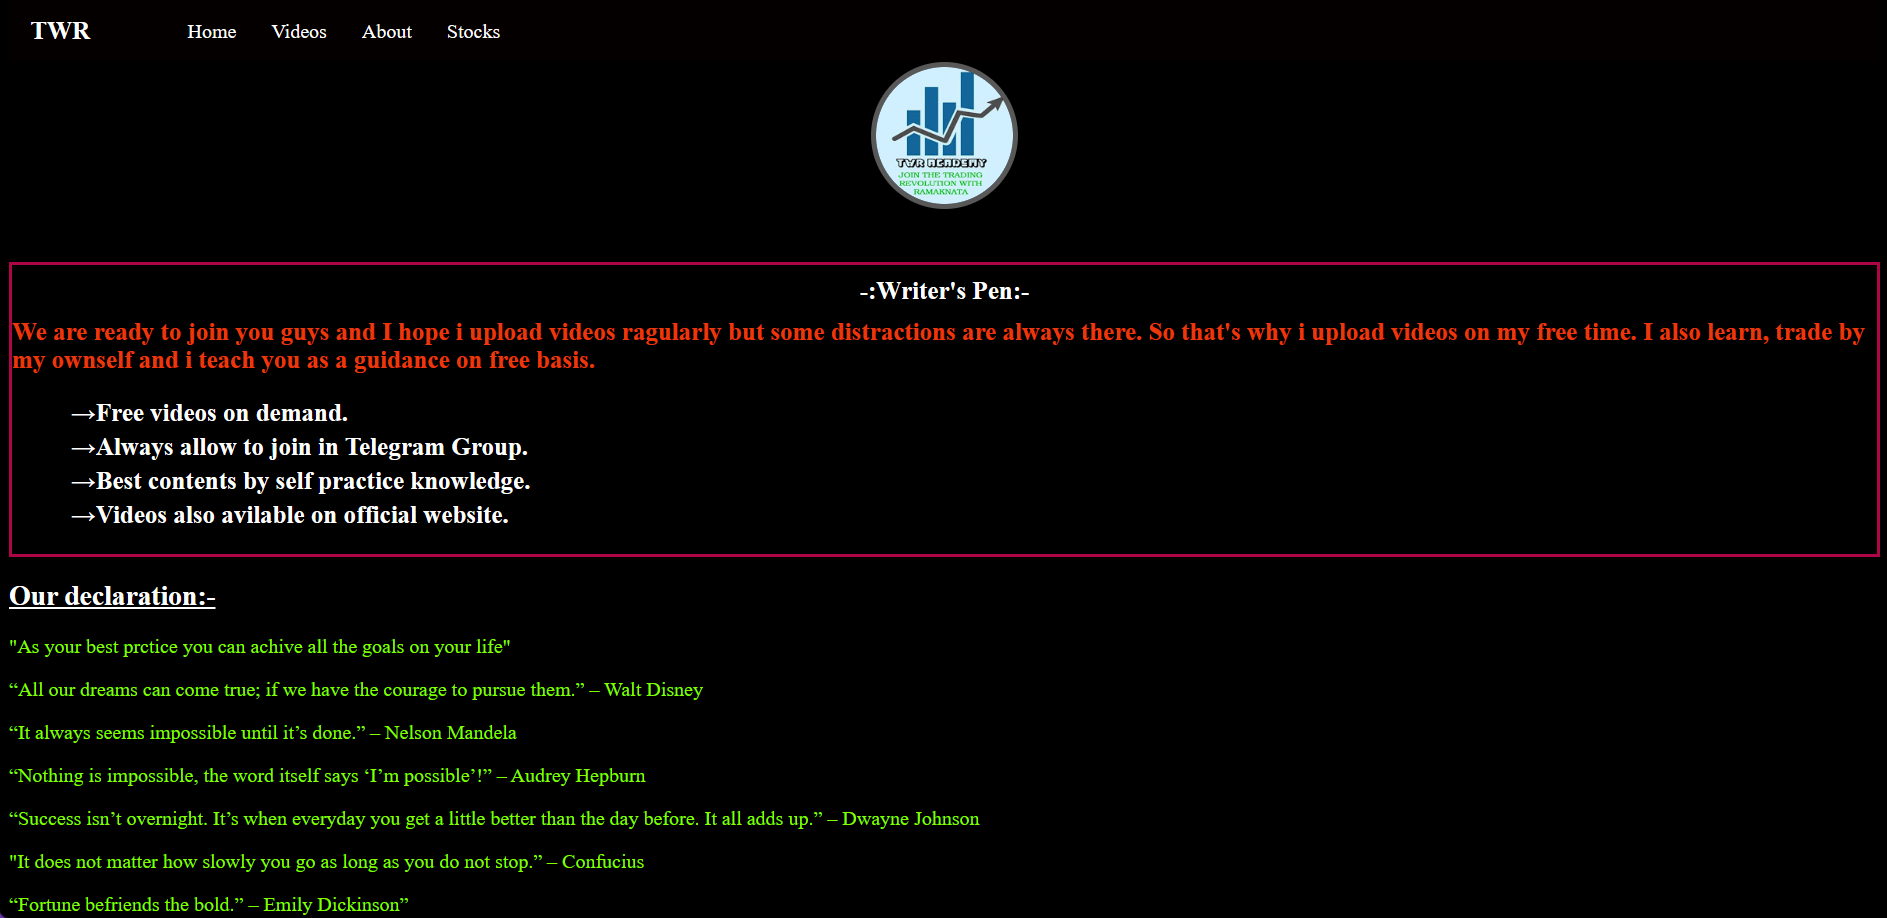 TWR Home Videos About Stocks
TWR ACADEMY
JOIN THE TRADING
REVOLUTION WITH
RAMAKNATA
-:Writer's Pen:-
We are ready to join you guys and I hope i upload videos ragularly but some distractions are always there. So that's why i upload videos on my free time. I also learn, trade by
my ownself and i teach you as a guidance on free basis.
→Free videos on demand.
→Always allow to join in Telegram Group.
→Best contents by self practice knowledge.
→Videos also avilable on official website.
Our declaration:-
"As your best prctice you can achive all the goals on your life"
“All our dreams can come true; if we have the courage to pursue them.” – Walt Disney
“It always seems impossible until it’s done.” – Nelson Mandela
“Nothing is impossible, the word itself says ‘I’m possible’!” – Audrey Hepburn
“Success isn’t overnight. It’s when everyday you get a little better than the day before. It all adds up.” – Dwayne Johnson
"It does not matter how slowly you go as long as you do not stop.” – Confucius
“Fortune befriends the bold.” – Emily Dickinson”